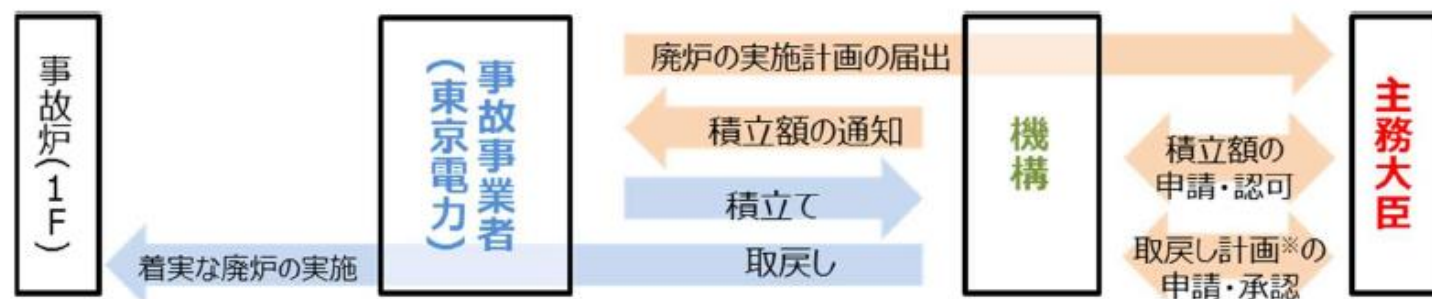 事故炉(1F)
事故事業者
(東京電力)
廃炉の実施計画の届出
積立額の通知
積立て
取戻し
着実な廃炉の実施
機構
積立額の
申請・認可
取戻し計画※の
申請・承認
主務大臣